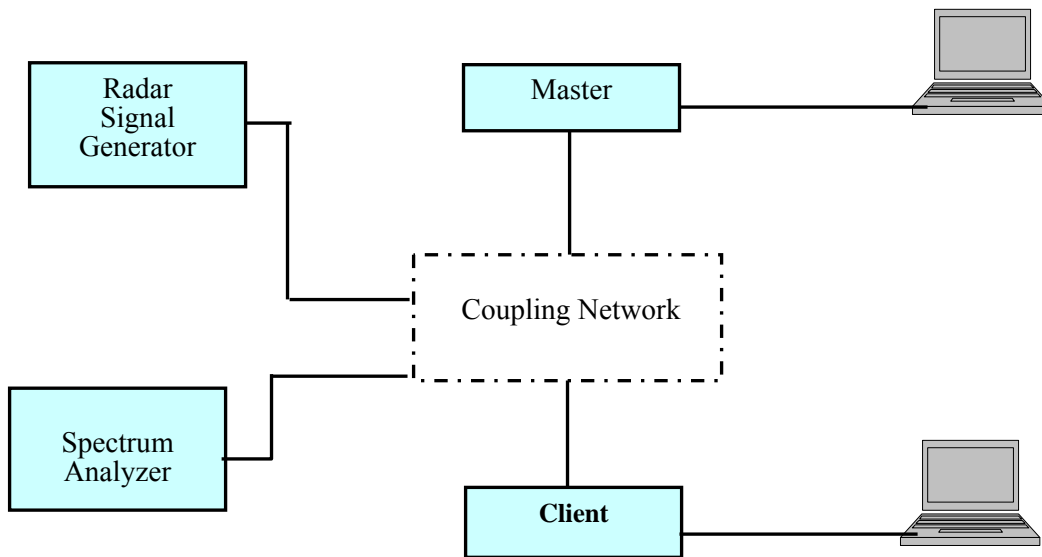 Radar
Signal
Generator
Master
Coupling Network
Spectrum
Analyzer
Client